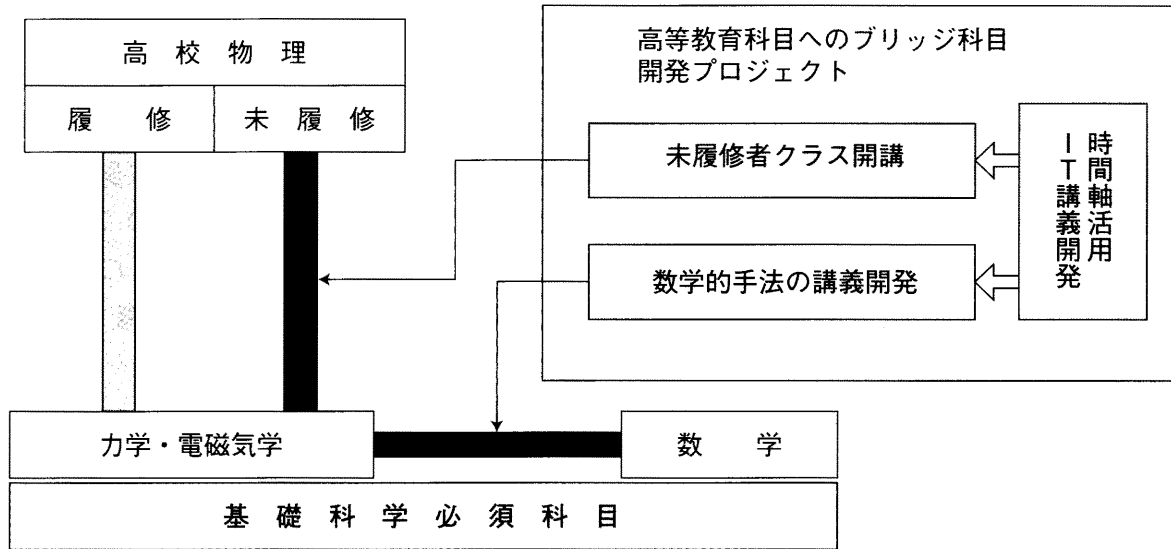 高校物理
履修
未履修
高等教育科目へのブリッジ科目
開発プロジェクト
未履修者クラス開講
数学的手法の講義開発
時間軸活用
IT講義開発
力学・電磁気学
数学
基礎科学必須科目